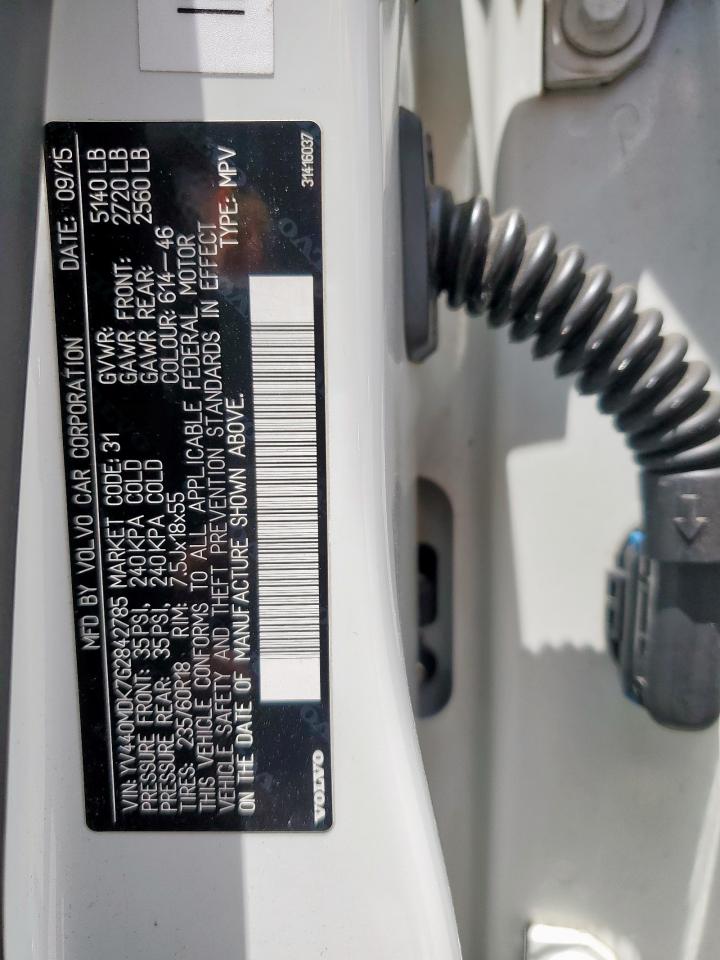 MFD BY VOLVO CAR CORPORATION DATE: 09/15
VIN: YV440MDK7G2842785 MARKET CODE: 31 GVWR: 5140 LB
PRESSURE FRONT: 35PSI, 240KPA COLD GAWR FRONT: 2720 LB
PRESSURE REAR: 35PSI, 240KPA COLD GAWR REAR: 2560 LB
TIRES: 235/60R18 RIM: 7.5Jx18x55 COLOUR: 614-46
THIS VEHICLE CONFORMS TO ALL APPLICABLE FEDERAL MOTOR
VEHICLE SAFETY AND THEFT PREVENTION STANDARDS IN EFFECT
ON THE DATE OF MANUFACTURE SHOWN ABOVE. TYPE: MPV
VOLVO 31416037